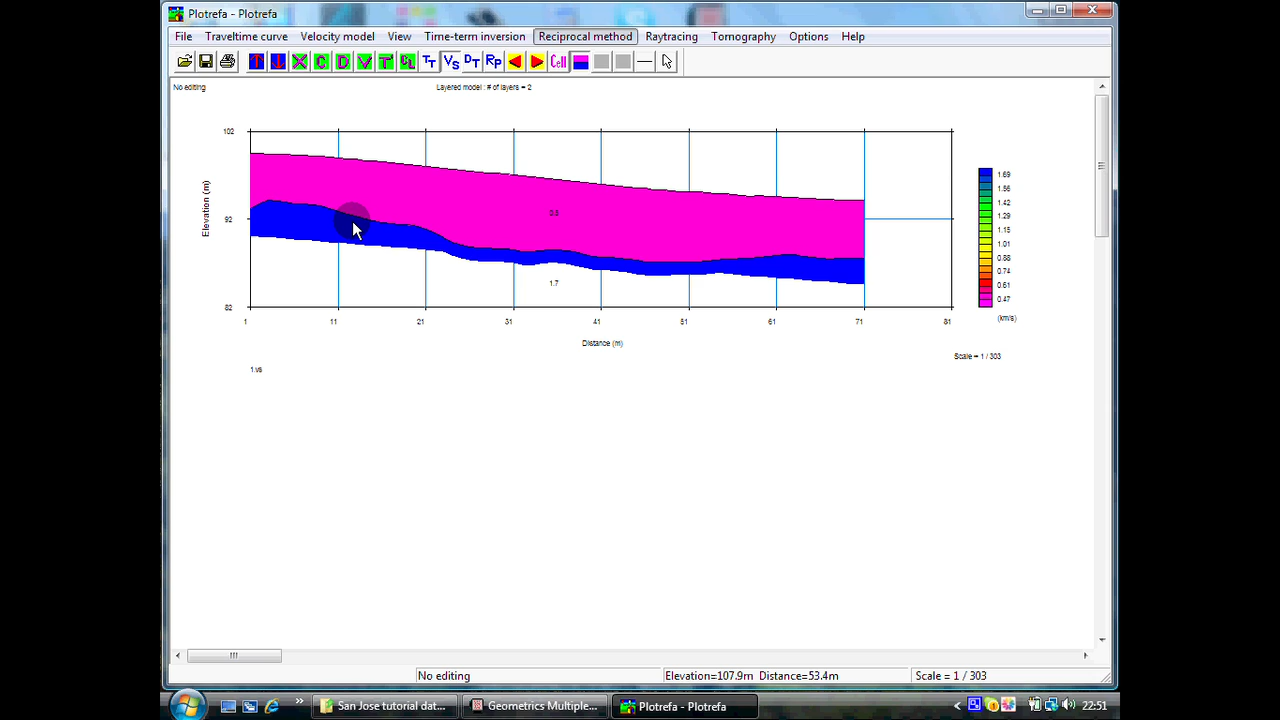 Plotrefa - Plotrefa
File Traveltime curve Velocity model View Time-term inversion Reciprocal method Raytracing Tomography Options Help
X C D V T TT VS DT RP Cell
No editing
Layered model : # of layers = 2
102
92
82
Elevation (m)
1 11 21 31 41 51 61 71 81
Distance (m)
1.7
1.69
1.56
1.42
1.29
1.15
1.01
0.88
0.74
0.61
0.47
(km/s)
Scale = 1 / 303
No editing
Elevation=107.9m Distance=53.4m
Scale = 1 / 303
San Jose tutorial dat...
Geometrics Multiple...
Plotrefa - Plotrefa
22:51